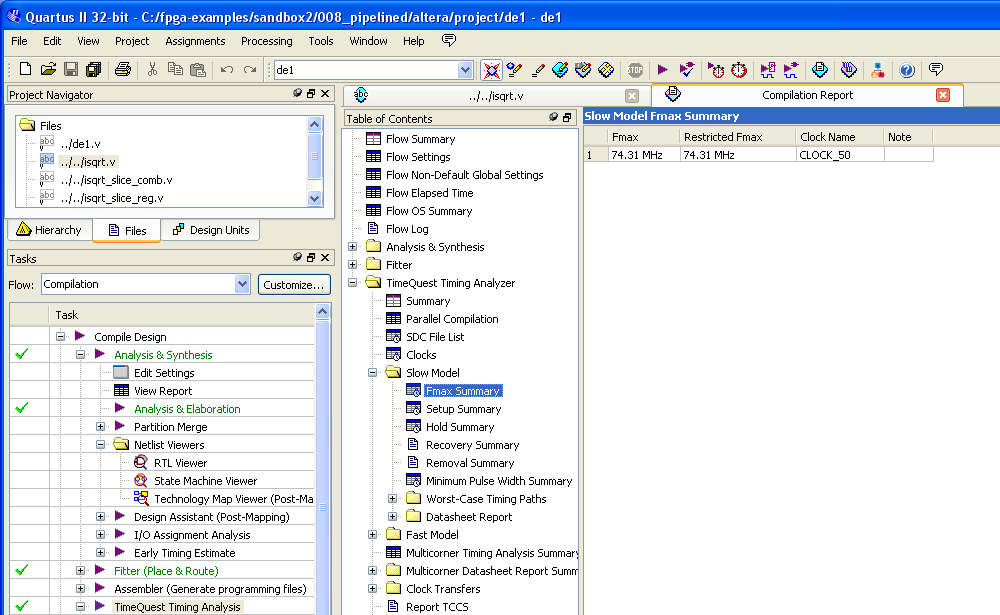 Quartus II 32-bit - C:/fpga-examples/sandbox2/008_pipelined/altera/project/de1 - de1
File Edit View Project Assignments Processing Tools Window Help
de1
STOP
Project Navigator
Files
abc ../de1.v
abc ../../isqrt.v
abc ../../isqrt_slice_comb.v
abc ../../isqrt_slice_reg.v
Hierarchy Files Design Units
Tasks
Flow: Compilation Customize...
Task
Compile Design
Analysis & Synthesis
Edit Settings
View Report
Analysis & Elaboration
Partition Merge
Netlist Viewers
RTL Viewer
State Machine Viewer
Technology Map Viewer (Post-Ma
Design Assistant (Post-Mapping)
I/O Assignment Analysis
Early Timing Estimate
Fitter (Place & Route)
Assembler (Generate programming files)
TimeQuest Timing Analysis
abc ../../isqrt.v
Compilation Report
Table of Contents
Flow Summary
Flow Settings
Flow Non-Default Global Settings
Flow Elapsed Time
Flow OS Summary
Flow Log
Analysis & Synthesis
Fitter
TimeQuest Timing Analyzer
Summary
Parallel Compilation
SDC File List
Clocks
Slow Model
Fmax Summary
Setup Summary
Hold Summary
Recovery Summary
Removal Summary
Minimum Pulse Width Summary
Worst-Case Timing Paths
Datasheet Report
Fast Model
Multicorner Timing Analysis Summary
Multicorner Datasheet Report Summ
Clock Transfers
Report TCCS
Slow Model Fmax Summary
Fmax Restricted Fmax Clock Name Note
1 74.31 MHz 74.31 MHz CLOCK_50